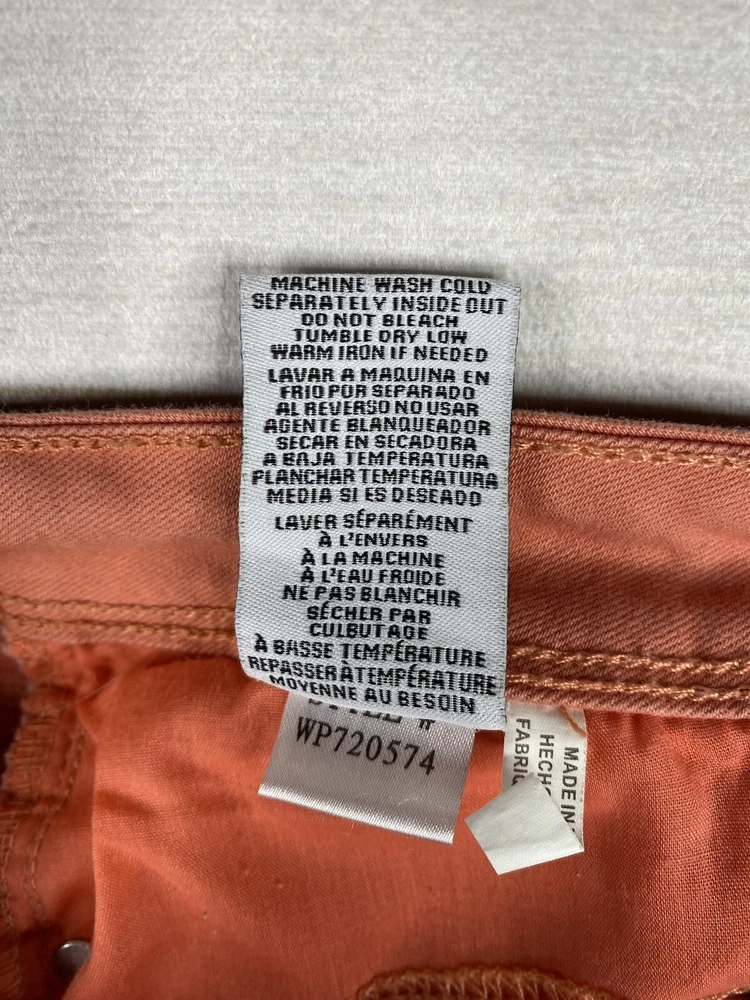 MACHINE WASH COLD
SEPARATELY INSIDE OUT
DO NOT BLEACH
TUMBLE DRY LOW
WARM IRON IF NEEDED
LAVAR A MAQUINA EN
FRIO POR SEPARADO
AL REVERSO NO USAR
AGENTE BLANQUEADOR
SECAR EN SECADORA
A BAJA TEMPERATURA
PLANCHAR TEMPERATURA
MEDIA SI ES DESEADO
LAVER SÉPARÉMENT
À L'ENVERS
À LA MACHINE
À L'EAU FROIDE
NE PAS BLANCHIR
SÉCHER PAR
CULBUTAGE
À BASSE TEMPÉRATURE
REPASSER À TEMPÉRATURE
MOYENNE AU BESOIN
STYLE #
WP720574
MADE IN
HECH
FABRI